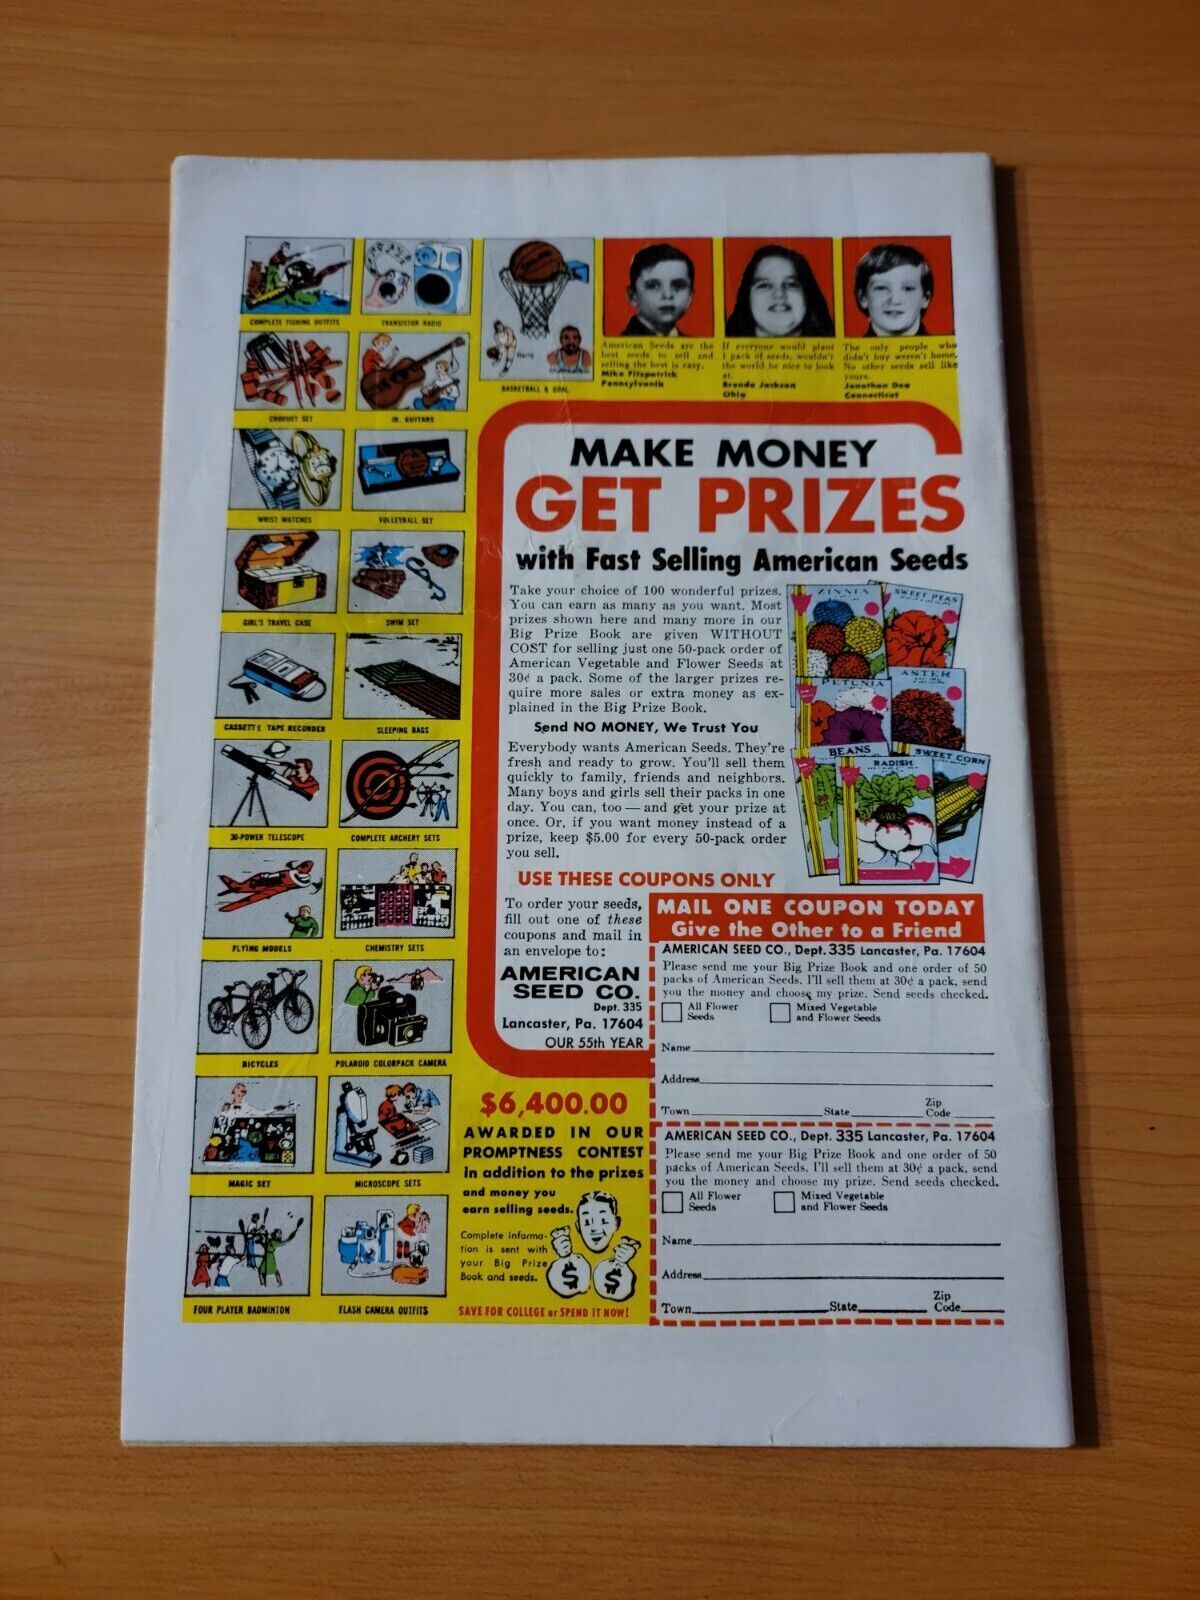 COMPLETE FISHING OUTFITS
TRANSISTOR RADIO
CROQUET SET
JR. GUITARS
BASKETBALL & GOAL
WRIST WATCHES
VOLLEYBALL SET
GIRL'S TRAVEL CASE
SWIM SET
CASSETTE TAPE RECORDER
SLEEPING BAGS
30-POWER TELESCOPE
COMPLETE ARCHERY SETS
FLYING MODELS
CHEMISTRY SETS
BICYCLES
POLAROID COLORPACK CAMERA
MAGIC SET
MICROSCOPE SETS
FOUR PLAYER BADMINTON
FLASH CAMERA OUTFITS
American Seeds are the
best seeds to sell and
selling the best is easy.
Mike Fitzpatrick
Pennsylvania
If everyone would plant
1 pack of seeds, wouldn't
the world be nice to look
at.
Brenda Jackson
Ohio
The only people who
didn't buy weren't home.
No other seeds sell like
yours.
Jonathan Dee
Connecticut
MAKE MONEY
GET PRIZES
with Fast Selling American Seeds
Take your choice of 100 wonderful prizes.
You can earn as many as you want. Most
prizes shown here and many more in our
Big Prize Book are given WITHOUT
COST for selling just one 50-pack order of
American Vegetable and Flower Seeds at
30¢ a pack. Some of the larger prizes re-
quire more sales or extra money as ex-
plained in the Big Prize Book.
Send NO MONEY, We Trust You
Everybody wants American Seeds. They're
fresh and ready to grow. You'll sell them
quickly to family, friends and neighbors.
Many boys and girls sell their packs in one
day. You can, too — and get your prize at
once. Or, if you want money instead of a
prize, keep $5.00 for every 50-pack order
you sell.
ZINNIA
SWEET PEAS
PETUNIA
ASTER
BEANS
RADISH
SWEET CORN
USE THESE COUPONS ONLY
To order your seeds,
fill out one of these
coupons and mail in
an envelope to:
AMERICAN
SEED CO.
Dept. 335
Lancaster, Pa. 17604
OUR 55th YEAR
MAIL ONE COUPON TODAY
Give the Other to a Friend
AMERICAN SEED CO., Dept. 335 Lancaster, Pa. 17604
Please send me your Big Prize Book and one order of 50
packs of American Seeds. I'll sell them at 30¢ a pack, send
you the money and choose my prize. Send seeds checked.
All Flower
Seeds
Mixed Vegetable
and Flower Seeds
Name
Address
Town State Zip
Code
AMERICAN SEED CO., Dept. 335 Lancaster, Pa. 17604
Please send me your Big Prize Book and one order of 50
packs of American Seeds. I'll sell them at 30¢ a pack, send
you the money and choose my prize. Send seeds checked.
All Flower
Seeds
Mixed Vegetable
and Flower Seeds
Name
Address
Town State Zip
Code
$6,400.00
AWARDED IN OUR
PROMPTNESS CONTEST
in addition to the prizes
and money you
earn selling seeds.
Complete informa-
tion is sent with
your Big Prize
Book and seeds.
$ $
SAVE FOR COLLEGE or SPEND IT NOW!